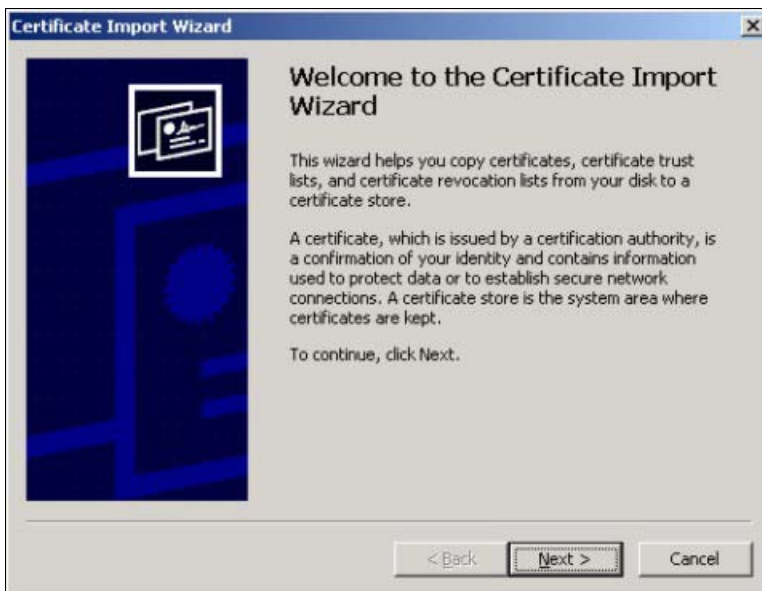 Certificate Import Wizard
Welcome to the Certificate Import
Wizard
This wizard helps you copy certificates, certificate trust
lists, and certificate revocation lists from your disk to a
certificate store.
A certificate, which is issued by a certification authority, is
a confirmation of your identity and contains information
used to protect data or to establish secure network
connections. A certificate store is the system area where
certificates are kept.
To continue, click Next.
< Back Next > Cancel